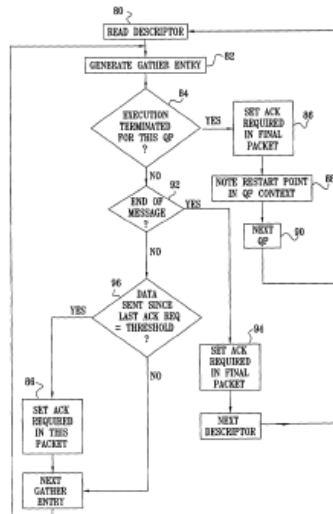 80
READ DESCRIPTOR
GENERATE GATHER ENTRY
82
84
EXECUTION
TERMINATED
FOR THIS QP
?
YES
SET ACK
REQUIRED
IN FINAL
PACKET
86
NO
NOTE RESTART POINT
IN QP CONTEXT
88
92
END OF
MESSAGE
?
YES
NEXT
QP
90
NO
96
DATA
SENT SINCE
LAST ACK REQ
= THRESHOLD
?
YES
NO
94
SET ACK
REQUIRED
IN FINAL
PACKET
86
SET ACK
REQUIRED
IN THIS
PACKET
NEXT
DESCRIPTOR
NEXT
GATHER
ENTRY